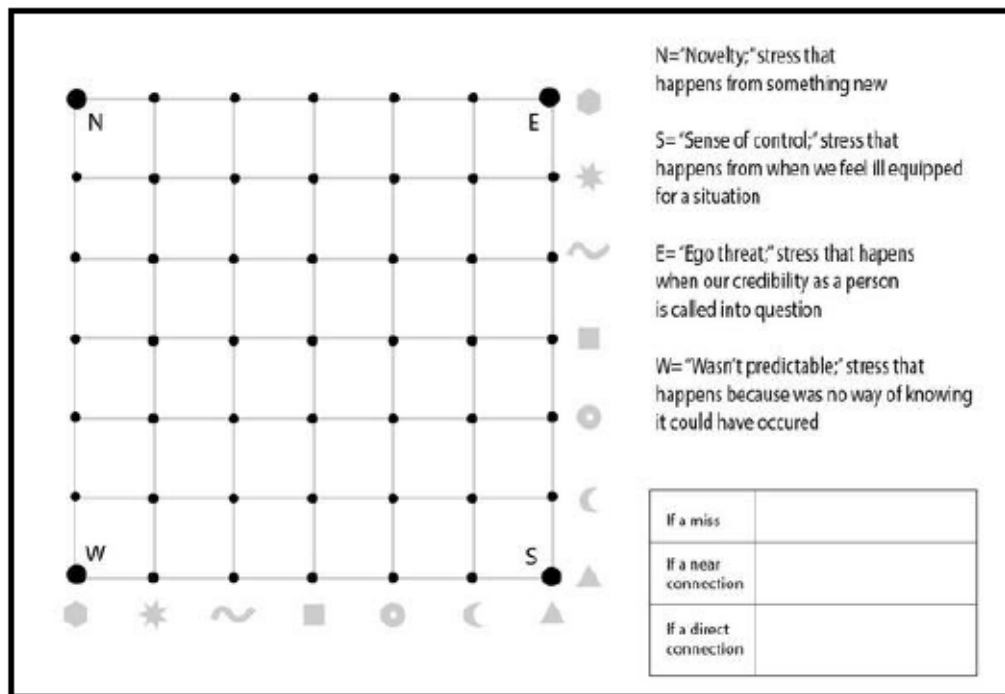 N
E
W
S
N="Novelty;" stress that
happens from something new
S= "Sense of control;" stress that
happens from when we feel ill equipped
for a situation
E= "Ego threat;" stress that hapens
when our credibility as a person
is called into question
W= "Wasn't predictable;" stress that
happens because was no way of knowing
it could have occured
If a miss
If a near
connection
If a direct
connection